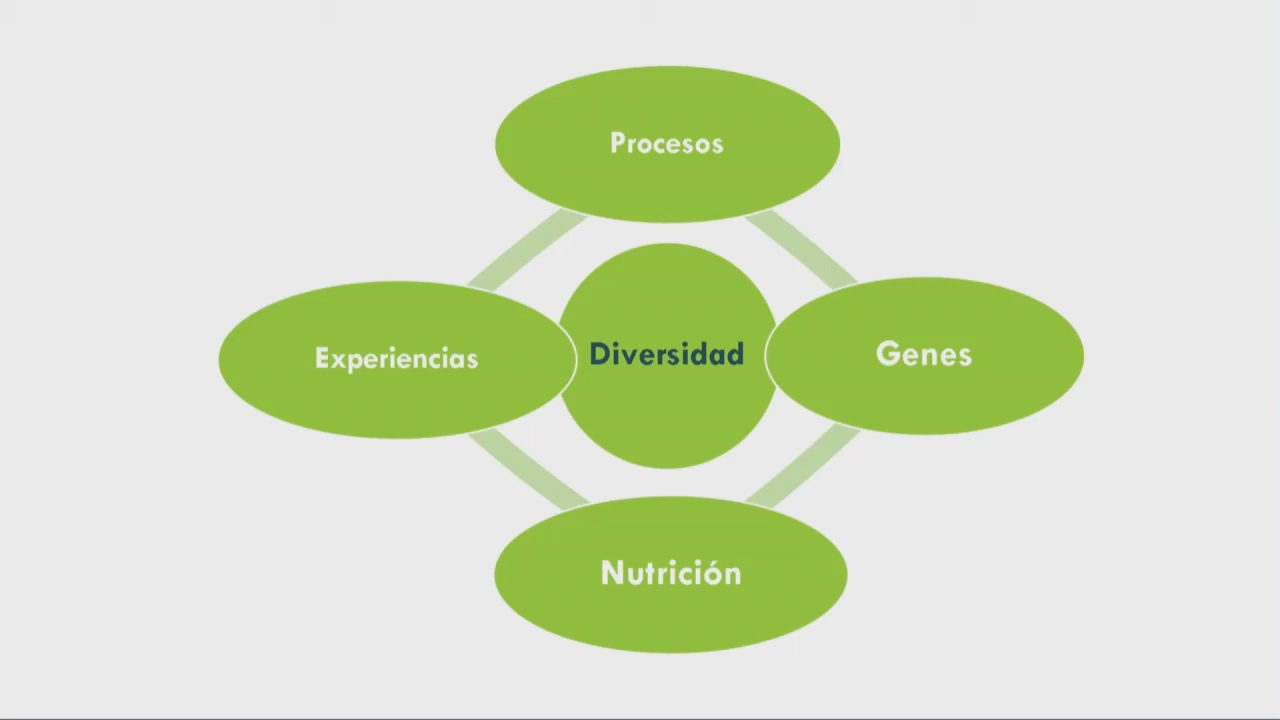 Procesos
Experiencias
Diversidad
Genes
Nutrición